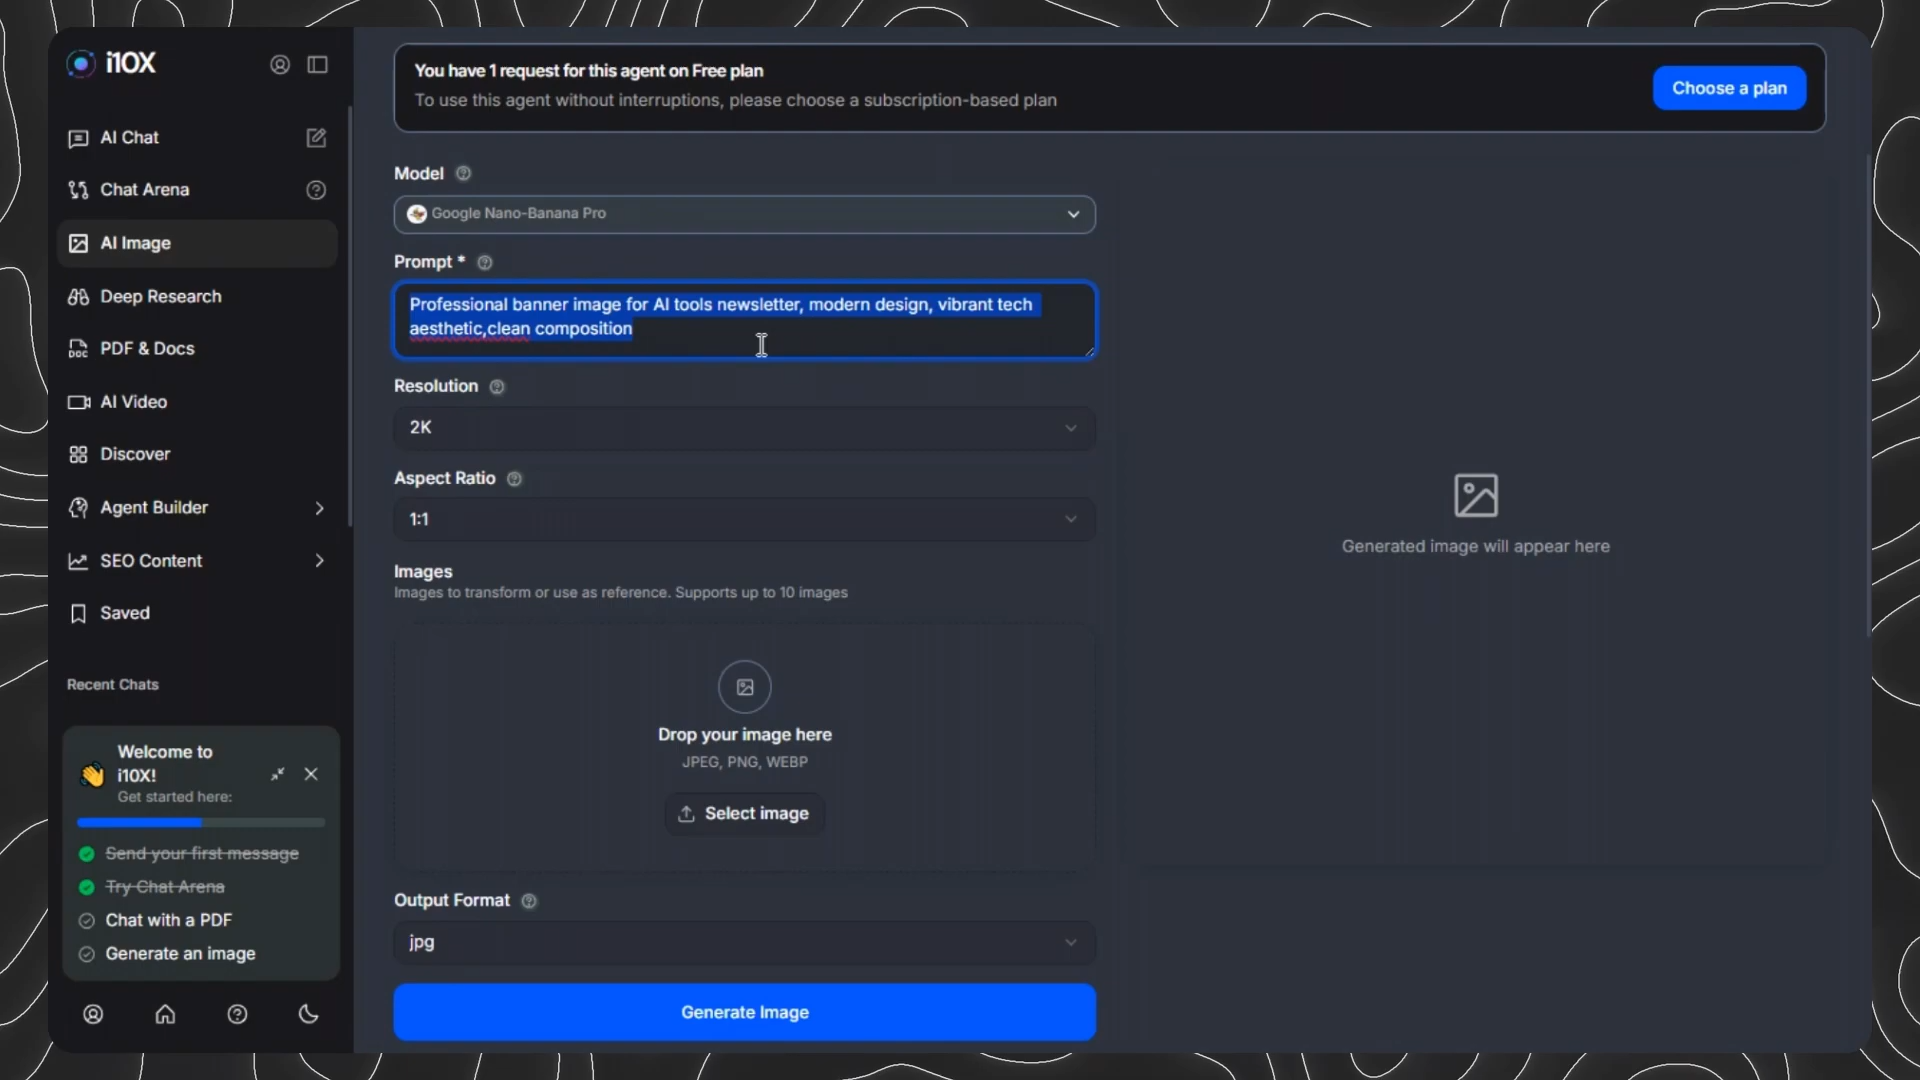 i10X
AI Chat
Chat Arena
AI Image
Deep Research
DOC
PDF & Docs
AI Video
Discover
Agent Builder
SEO Content
Saved
Recent Chats
Welcome to
i10X!
Get started here:
Send your first message
Try Chat Arena
Chat with a PDF
Generate an image
You have 1 request for this agent on Free plan
To use this agent without interruptions, please choose a subscription-based plan
Choose a plan
Model
Google Nano-Banana Pro
Prompt *
Professional banner image for AI tools newsletter, modern design, vibrant tech
aesthetic,clean composition
Resolution
2K
Aspect Ratio
1:1
Images
Images to transform or use as reference. Supports up to 10 images
Drop your image here
JPEG, PNG, WEBP
Select image
Output Format
jpg
Generate Image
Generated image will appear here